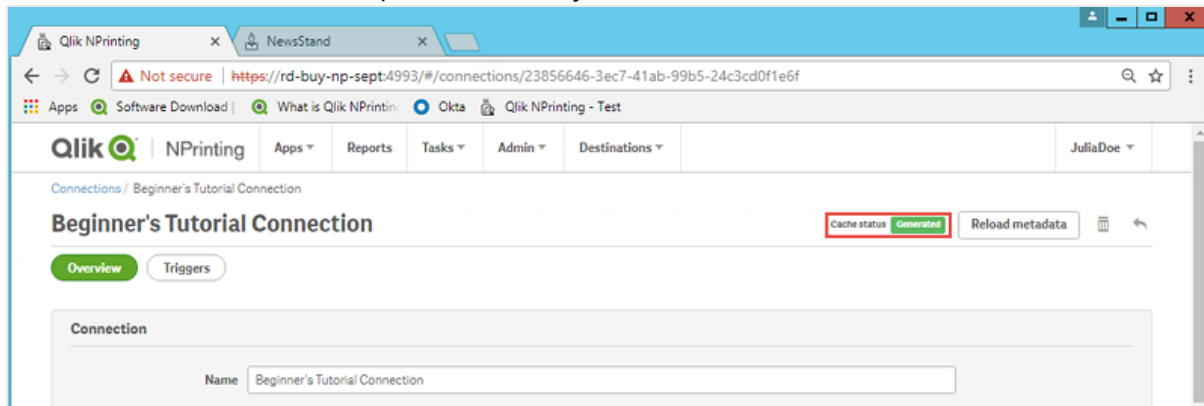 Qlik NPrinting
NewsStand
Not secure | https://rd-buy-np-sept:4993/#/connections/23856646-3ec7-41ab-99b5-24c3cd0f1e6f
Apps Software Download | What is Qlik NPrinting Okta Qlik NPrinting - Test
Qlik NPrinting Apps Reports Tasks Admin Destinations JuliaDoe
Connections / Beginner's Tutorial Connection
Beginner's Tutorial Connection Cache status Generated Reload metadata
Overview Triggers
Connection
Name Beginner's Tutorial Connection